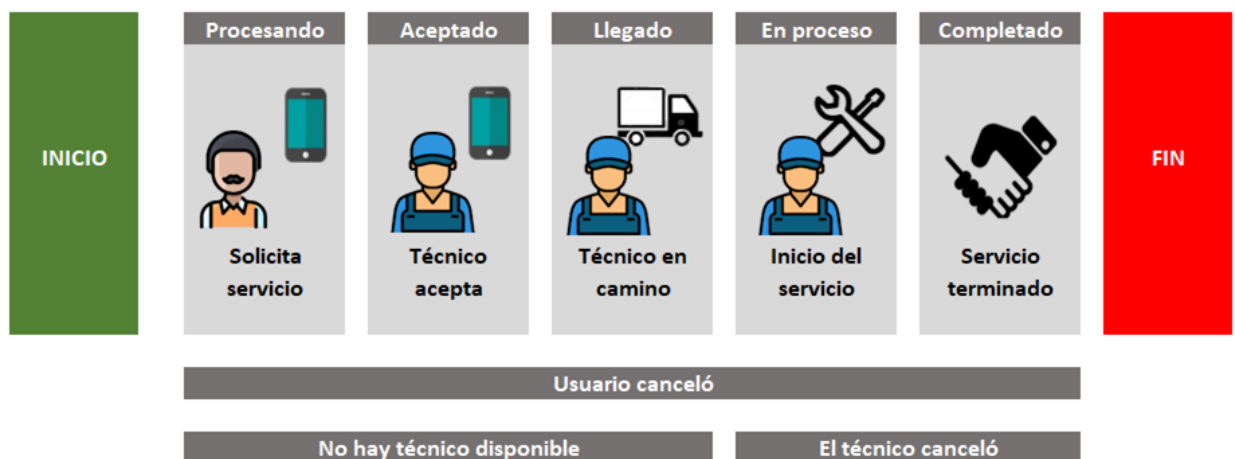 INICIO
Procesando
Solicita
servicio
Aceptado
Técnico
acepta
Llegado
Técnico en
camino
En proceso
Inicio del
servicio
Completado
Servicio
terminado
FIN
Usuario canceló
No hay técnico disponible
El técnico canceló